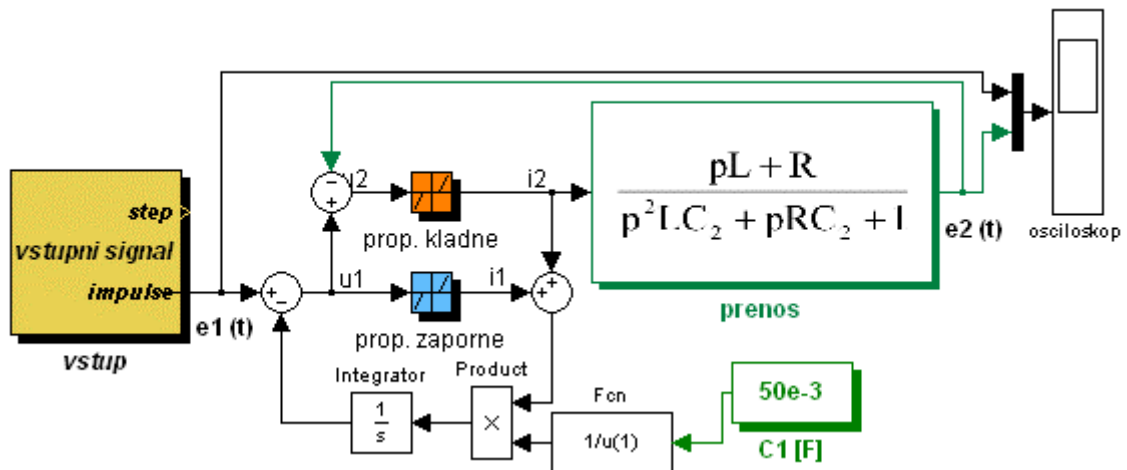 step
vstupni signal
impulse
vstup
e1 (t)
+
-
u1
-
+
u2
prop. kladne
i2
prop. zaporne
i1
+
+
pL + R
p²LC₂ + pRC₂ + 1
prenos
e2 (t)
osciloskop
Integrator
1
s
Product
×
Fcn
1/u(1)
50e-3
C1 [F]